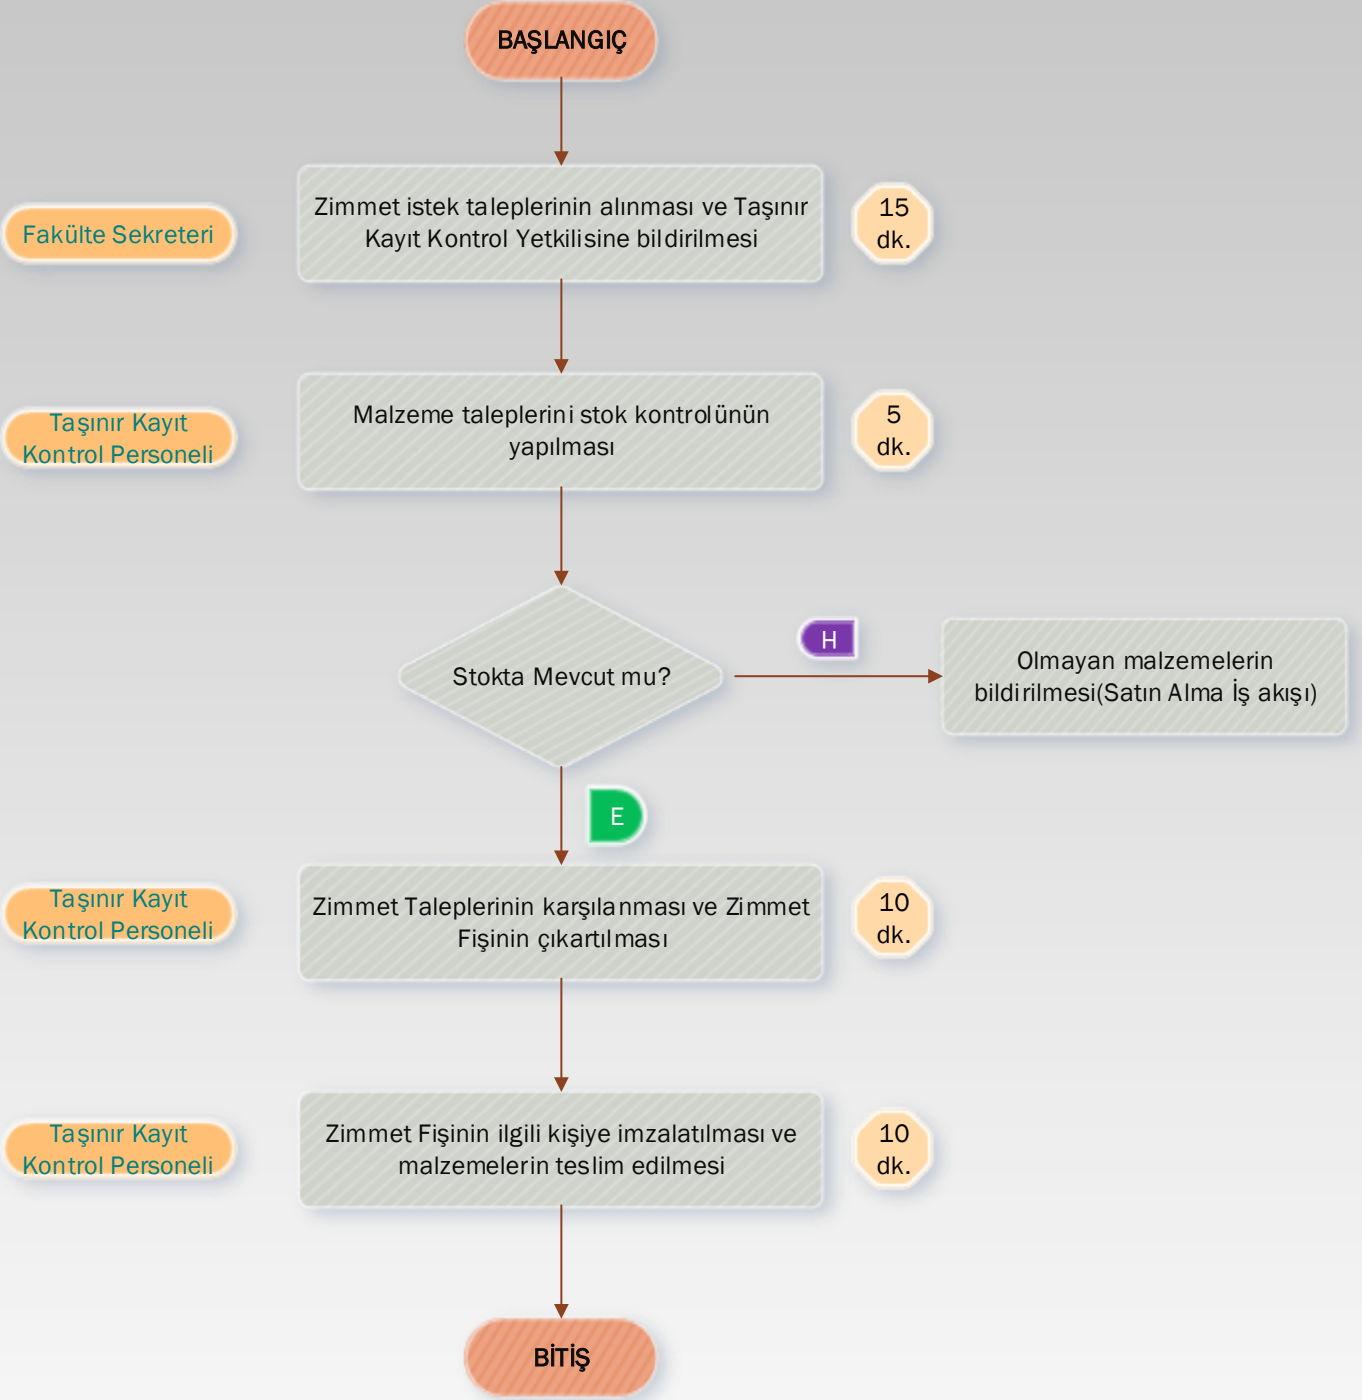 BAŞLANGIÇ
Zimmet istek taleplerinin alınması ve Taşınır
Kayıt Kontrol Yetkilisine bildirilmesi
15
dk.
Fakülte Sekreteri
Malzeme taleplerini stok kontrolünün
yapılması
5
dk.
Taşınır Kayıt
Kontrol Personeli
Stokta Mevcut mu?
H
Olmayan malzemelerin
bildirilmesi(Satın Alma İş akışı)
E
Taşınır Kayıt
Kontrol Personeli
Zimmet Taleplerinin karşılanması ve Zimmet
Fişinin çıkartılması
10
dk.
Taşınır Kayıt
Kontrol Personeli
Zimmet Fişinin ilgili kişiye imzalatılması ve
malzemelerin teslim edilmesi
10
dk.
BİTİŞ